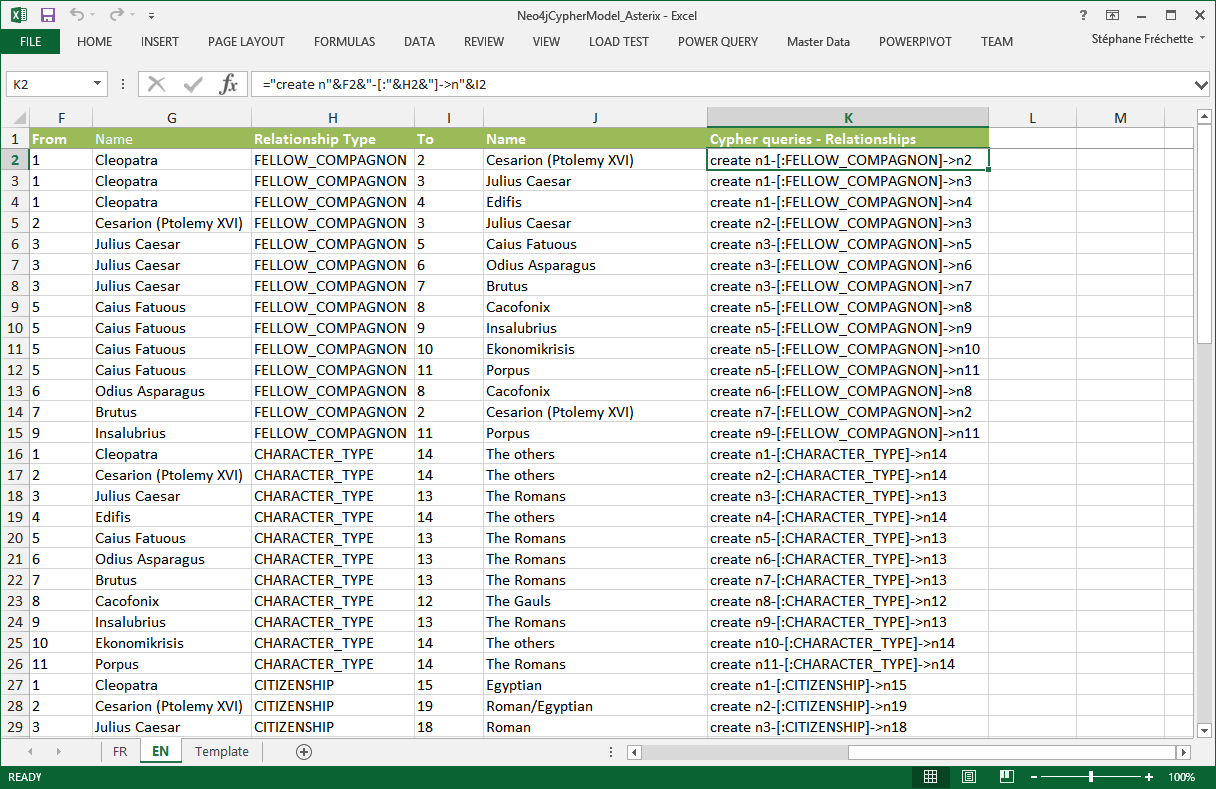 Neo4jCypherModel_Asterix - Excel
FILE HOME INSERT PAGE LAYOUT FORMULAS DATA REVIEW VIEW LOAD TEST POWER QUERY Master Data POWERPIVOT TEAM Stéphane Fréchette
K2 fx ="create n"&F2&"-[:"&H2&"]->n"&I2
F G H I J K L M
1 From Name Relationship Type To Name Cypher queries - Relationships
2 1 Cleopatra FELLOW_COMPAGNON 2 Cesarion (Ptolemy XVI) create n1-[:FELLOW_COMPAGNON]->n2
3 1 Cleopatra FELLOW_COMPAGNON 3 Julius Caesar create n1-[:FELLOW_COMPAGNON]->n3
4 1 Cleopatra FELLOW_COMPAGNON 4 Edifis create n1-[:FELLOW_COMPAGNON]->n4
5 2 Cesarion (Ptolemy XVI) FELLOW_COMPAGNON 3 Julius Caesar create n2-[:FELLOW_COMPAGNON]->n3
6 3 Julius Caesar FELLOW_COMPAGNON 5 Caius Fatuous create n3-[:FELLOW_COMPAGNON]->n5
7 3 Julius Caesar FELLOW_COMPAGNON 6 Odius Asparagus create n3-[:FELLOW_COMPAGNON]->n6
8 3 Julius Caesar FELLOW_COMPAGNON 7 Brutus create n3-[:FELLOW_COMPAGNON]->n7
9 5 Caius Fatuous FELLOW_COMPAGNON 8 Cacofonix create n5-[:FELLOW_COMPAGNON]->n8
10 5 Caius Fatuous FELLOW_COMPAGNON 9 Insalubrius create n5-[:FELLOW_COMPAGNON]->n9
11 5 Caius Fatuous FELLOW_COMPAGNON 10 Ekonomikrisis create n5-[:FELLOW_COMPAGNON]->n10
12 5 Caius Fatuous FELLOW_COMPAGNON 11 Porpus create n5-[:FELLOW_COMPAGNON]->n11
13 6 Odius Asparagus FELLOW_COMPAGNON 8 Cacofonix create n6-[:FELLOW_COMPAGNON]->n8
14 7 Brutus FELLOW_COMPAGNON 2 Cesarion (Ptolemy XVI) create n7-[:FELLOW_COMPAGNON]->n2
15 9 Insalubrius FELLOW_COMPAGNON 11 Porpus create n9-[:FELLOW_COMPAGNON]->n11
16 1 Cleopatra CHARACTER_TYPE 14 The others create n1-[:CHARACTER_TYPE]->n14
17 2 Cesarion (Ptolemy XVI) CHARACTER_TYPE 14 The others create n2-[:CHARACTER_TYPE]->n14
18 3 Julius Caesar CHARACTER_TYPE 13 The Romans create n3-[:CHARACTER_TYPE]->n13
19 4 Edifis CHARACTER_TYPE 14 The others create n4-[:CHARACTER_TYPE]->n14
20 5 Caius Fatuous CHARACTER_TYPE 13 The Romans create n5-[:CHARACTER_TYPE]->n13
21 6 Odius Asparagus CHARACTER_TYPE 13 The Romans create n6-[:CHARACTER_TYPE]->n13
22 7 Brutus CHARACTER_TYPE 13 The Romans create n7-[:CHARACTER_TYPE]->n13
23 8 Cacofonix CHARACTER_TYPE 12 The Gauls create n8-[:CHARACTER_TYPE]->n12
24 9 Insalubrius CHARACTER_TYPE 13 The Romans create n9-[:CHARACTER_TYPE]->n13
25 10 Ekonomikrisis CHARACTER_TYPE 14 The others create n10-[:CHARACTER_TYPE]->n14
26 11 Porpus CHARACTER_TYPE 14 The Romans create n11-[:CHARACTER_TYPE]->n14
27 1 Cleopatra CITIZENSHIP 15 Egyptian create n1-[:CITIZENSHIP]->n15
28 2 Cesarion (Ptolemy XVI) CITIZENSHIP 19 Roman/Egyptian create n2-[:CITIZENSHIP]->n19
29 3 Julius Caesar CITIZENSHIP 18 Roman create n3-[:CITIZENSHIP]->n18
FR EN Template
READY 100%